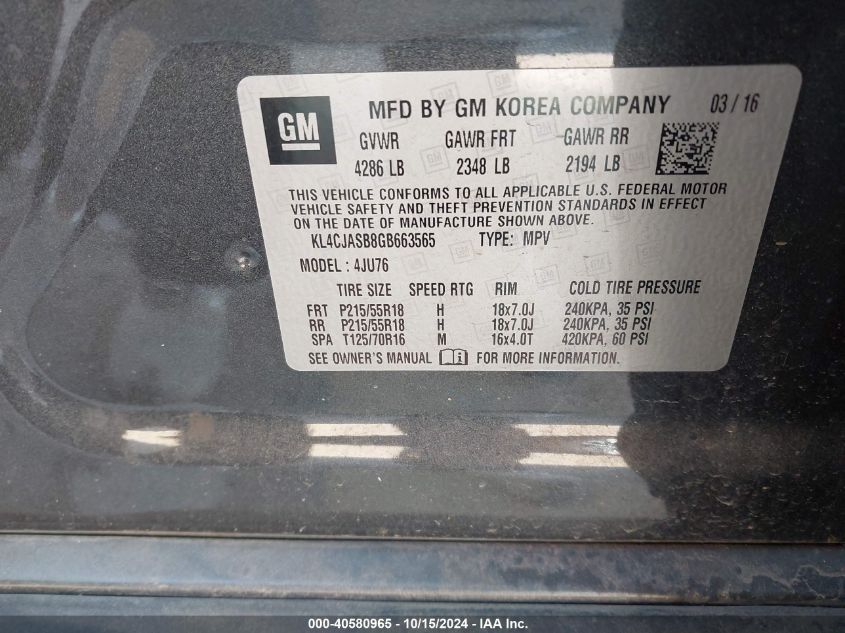 GM
MFD BY GM KOREA COMPANY 03/16
GVWR GAWR FRT GAWR RR
4286 LB 2348 LB 2194 LB
THIS VEHICLE CONFORMS TO ALL APPLICABLE U.S. FEDERAL MOTOR
VEHICLE SAFETY AND THEFT PREVENTION STANDARDS IN EFFECT
ON THE DATE OF MANUFACTURE SHOWN ABOVE.
KL4CJASB8GB663565 TYPE: MPV
MODEL : 4JU76
TIRE SIZE SPEED RTG RIM COLD TIRE PRESSURE
FRT P215/55R18 H 18x7.0J 240KPA, 35 PSI
RR P215/55R18 H 18x7.0J 240KPA, 35 PSI
SPA T125/70R16 M 16x4.0T 420KPA, 60 PSI
SEE OWNER'S MANUAL FOR MORE INFORMATION.
000-40580965 - 10/15/2024 - IAA Inc.